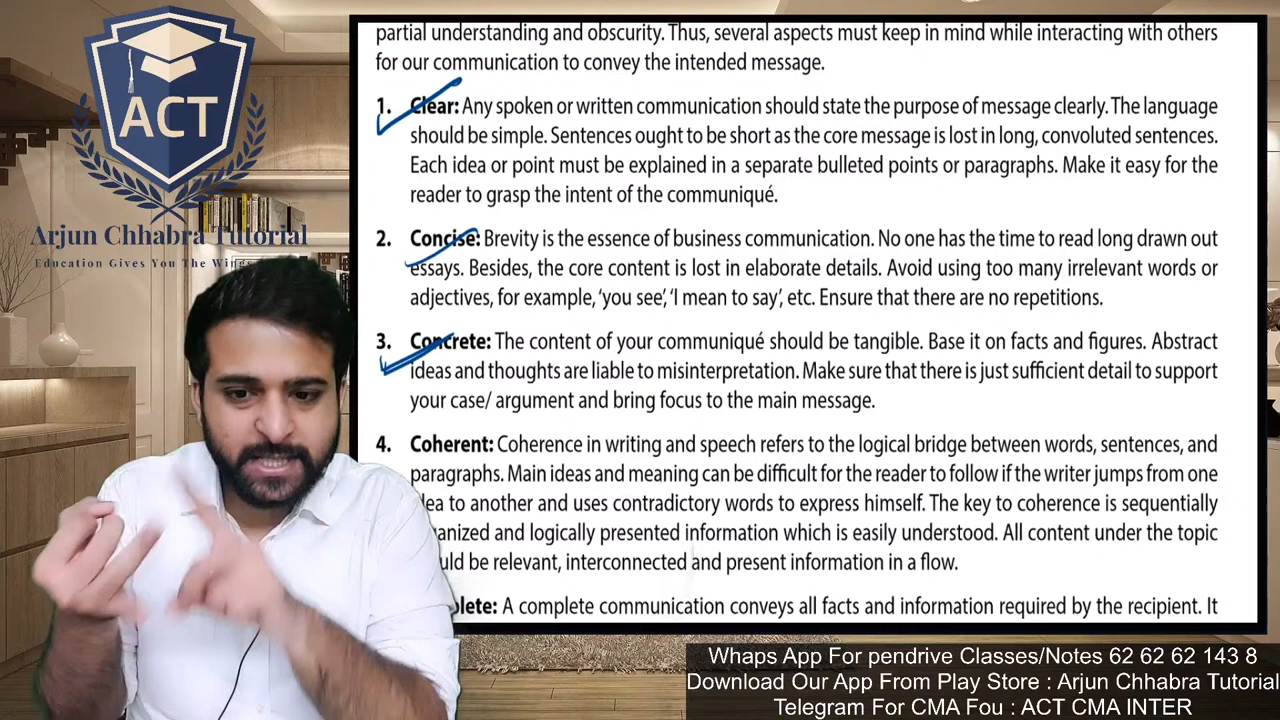 ACT
Arjun Chhabra Tutorial
Education Gives You The Wings
partial understanding and obscurity. Thus, several aspects must keep in mind while interacting with others
for our communication to convey the intended message.
1. Clear: Any spoken or written communication should state the purpose of message clearly. The language
should be simple. Sentences ought to be short as the core message is lost in long, convoluted sentences.
Each idea or point must be explained in a separate bulleted points or paragraphs. Make it easy for the
reader to grasp the intent of the communiqué.
2. Concise: Brevity is the essence of business communication. No one has the time to read long drawn out
essays. Besides, the core content is lost in elaborate details. Avoid using too many irrelevant words or
adjectives, for example, 'you see', 'I mean to say', etc. Ensure that there are no repetitions.
3. Concrete: The content of your communiqué should be tangible. Base it on facts and figures. Abstract
ideas and thoughts are liable to misinterpretation. Make sure that there is just sufficient detail to support
your case/ argument and bring focus to the main message.
4. Coherent: Coherence in writing and speech refers to the logical bridge between words, sentences, and
paragraphs. Main ideas and meaning can be difficult for the reader to follow if the writer jumps from one
to another and uses contradictory words to express himself. The key to coherence is sequentially
and logically presented information which is easily understood. All content under the topic
be relevant, interconnected and present information in a flow.
A complete communication conveys all facts and information required by the recipient. It
Whaps App For pendrive Classes/Notes 62 62 62 143 8
Download Our App From Play Store : Arjun Chhabra Tutorial
Telegram For CMA Fou : ACT CMA INTER